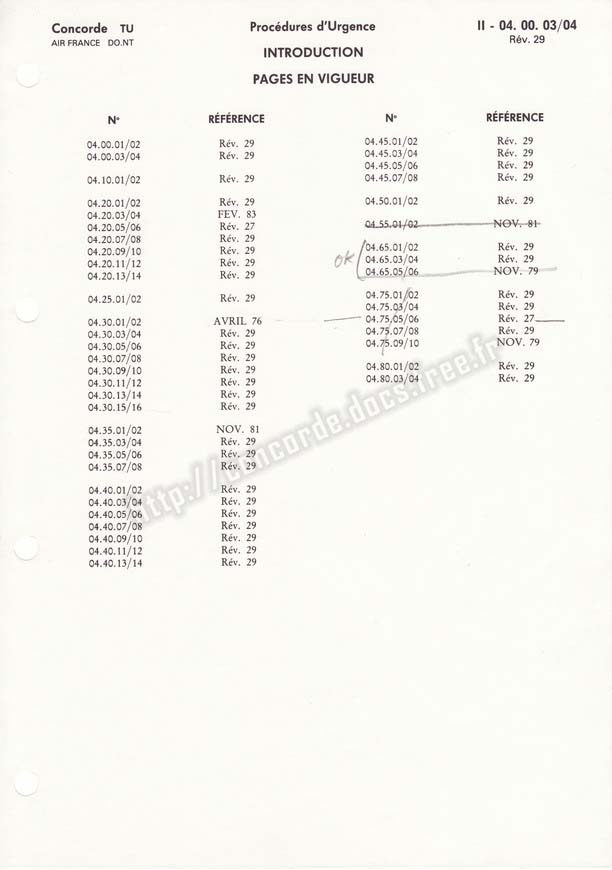 Concorde TU
AIR FRANCE DO.NT
Procédures d'Urgence
INTRODUCTION
PAGES EN VIGUEUR
II - 04. 00. 03/04
Rév. 29
N° RÉFÉRENCE
04.00.01/02 Rév. 29
04.00.03/04 Rév. 29
04.10.01/02 Rév. 29
04.20.01/02 Rév. 29
04.20.03/04 FEV. 83
04.20.05/06 Rév. 27
04.20.07/08 Rév. 29
04.20.09/10 Rév. 29
04.20.11/12 Rév. 29
04.20.13/14 Rév. 29
04.25.01/02 Rév. 29
04.30.01/02 AVRIL 76
04.30.03/04 Rév. 29
04.30.05/06 Rév. 29
04.30.07/08 Rév. 29
04.30.09/10 Rév. 29
04.30.11/12 Rév. 29
04.30.13/14 Rév. 29
04.30.15/16 Rév. 29
04.35.01/02 NOV. 81
04.35.03/04 Rév. 29
04.35.05/06 Rév. 29
04.35.07/08 Rév. 29
04.40.01/02 Rév. 29
04.40.03/04 Rév. 29
04.40.05/06 Rév. 29
04.40.07/08 Rév. 29
04.40.09/10 Rév. 29
04.40.11/12 Rév. 29
04.40.13/14 Rév. 29
N° RÉFÉRENCE
04.45.01/02 Rév. 29
04.45.03/04 Rév. 29
04.45.05/06 Rév. 29
04.45.07/08 Rév. 29
04.50.01/02 Rév. 29
04.55.01/02 NOV. 81
04.65.01/02 Rév. 29
OK 04.65.03/04 Rév. 29
04.65.05/06 NOV. 79
04.75.01/02 Rév. 29
04.75.03/04 Rév. 29
04.75.05/06 Rév. 27
04.75.07/08 Rév. 29
04.75.09/10 NOV. 79
04.80.01/02 Rév. 29
04.80.03/04 Rév. 29
http://concorde.docs.free.fr